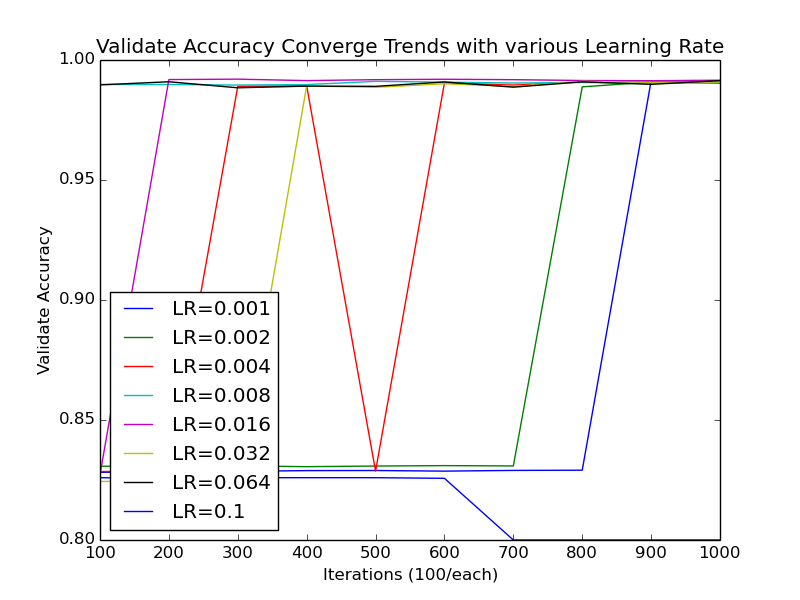 Validate Accuracy Converge Trends with various Learning Rate
1.00
0.95
0.90
0.85
0.80
Validate Accuracy
LR=0.001
LR=0.002
LR=0.004
LR=0.008
LR=0.016
LR=0.032
LR=0.064
LR=0.1
100 200 300 400 500 600 700 800 900 1000
Iterations (100/each)